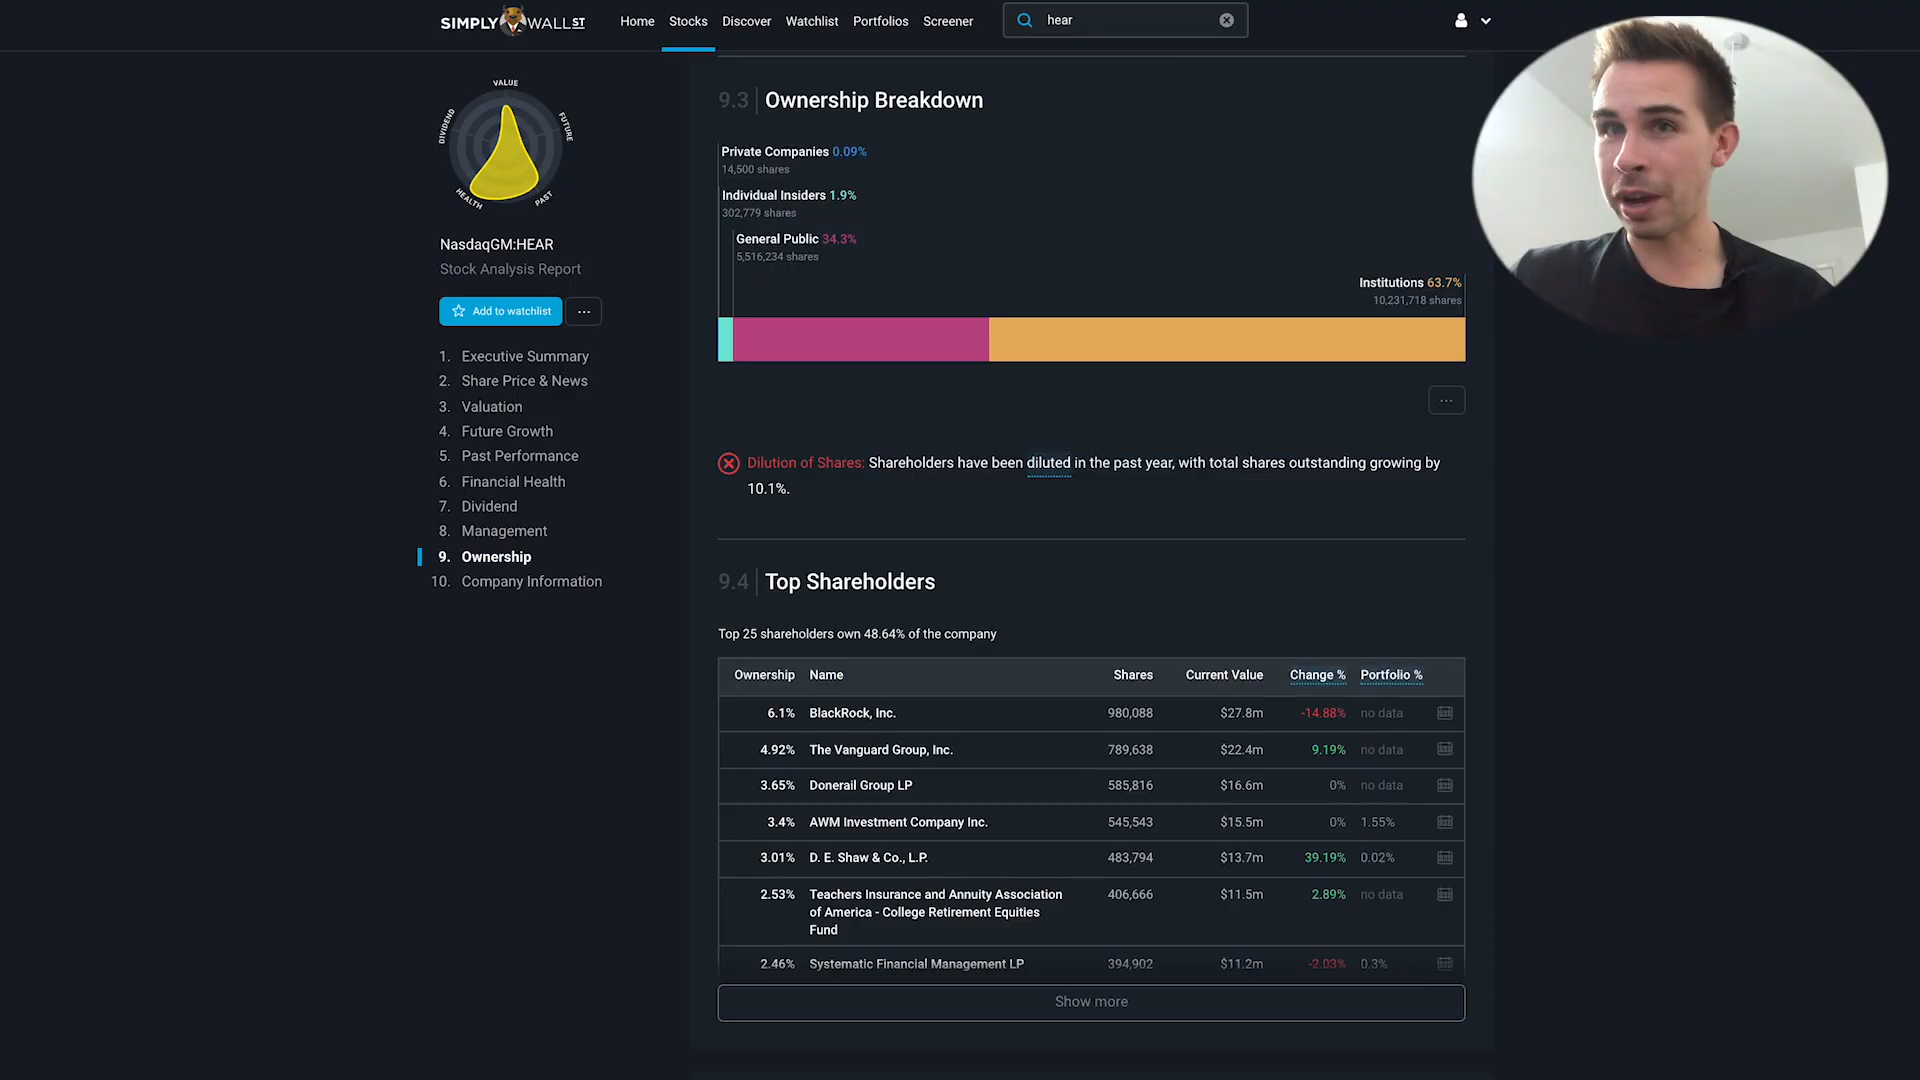 SIMPLY WALL ST
Home Stocks Discover Watchlist Portfolios Screener
hear
VALUE
FUTURE
PAST
HEALTH
DIVIDEND
NasdaqGM:HEAR
Stock Analysis Report
Add to watchlist
...
1. Executive Summary
2. Share Price & News
3. Valuation
4. Future Growth
5. Past Performance
6. Financial Health
7. Dividend
8. Management
9. Ownership
10. Company Information
9.3 Ownership Breakdown
Private Companies 0.09%
14,500 shares
Individual Insiders 1.9%
302,779 shares
General Public 34.3%
5,516,234 shares
Institutions 63.7%
10,231,718 shares
...
Dilution of Shares: Shareholders have been diluted in the past year, with total shares outstanding growing by
10.1%.
9.4 Top Shareholders
Top 25 shareholders own 48.64% of the company
Ownership Name Shares Current Value Change % Portfolio %
6.1% BlackRock, Inc. 980,088 $27.8m -14.88% no data
4.92% The Vanguard Group, Inc. 789,638 $22.4m 9.19% no data
3.65% Donerail Group LP 585,816 $16.6m 0% no data
3.4% AWM Investment Company Inc. 545,543 $15.5m 0% 1.55%
3.01% D. E. Shaw & Co., L.P. 483,794 $13.7m 39.19% 0.02%
2.53% Teachers Insurance and Annuity Association 406,666 $11.5m 2.89% no data
of America - College Retirement Equities
Fund
2.46% Systematic Financial Management LP 394,902 $11.2m -2.03% 0.3%
Show more